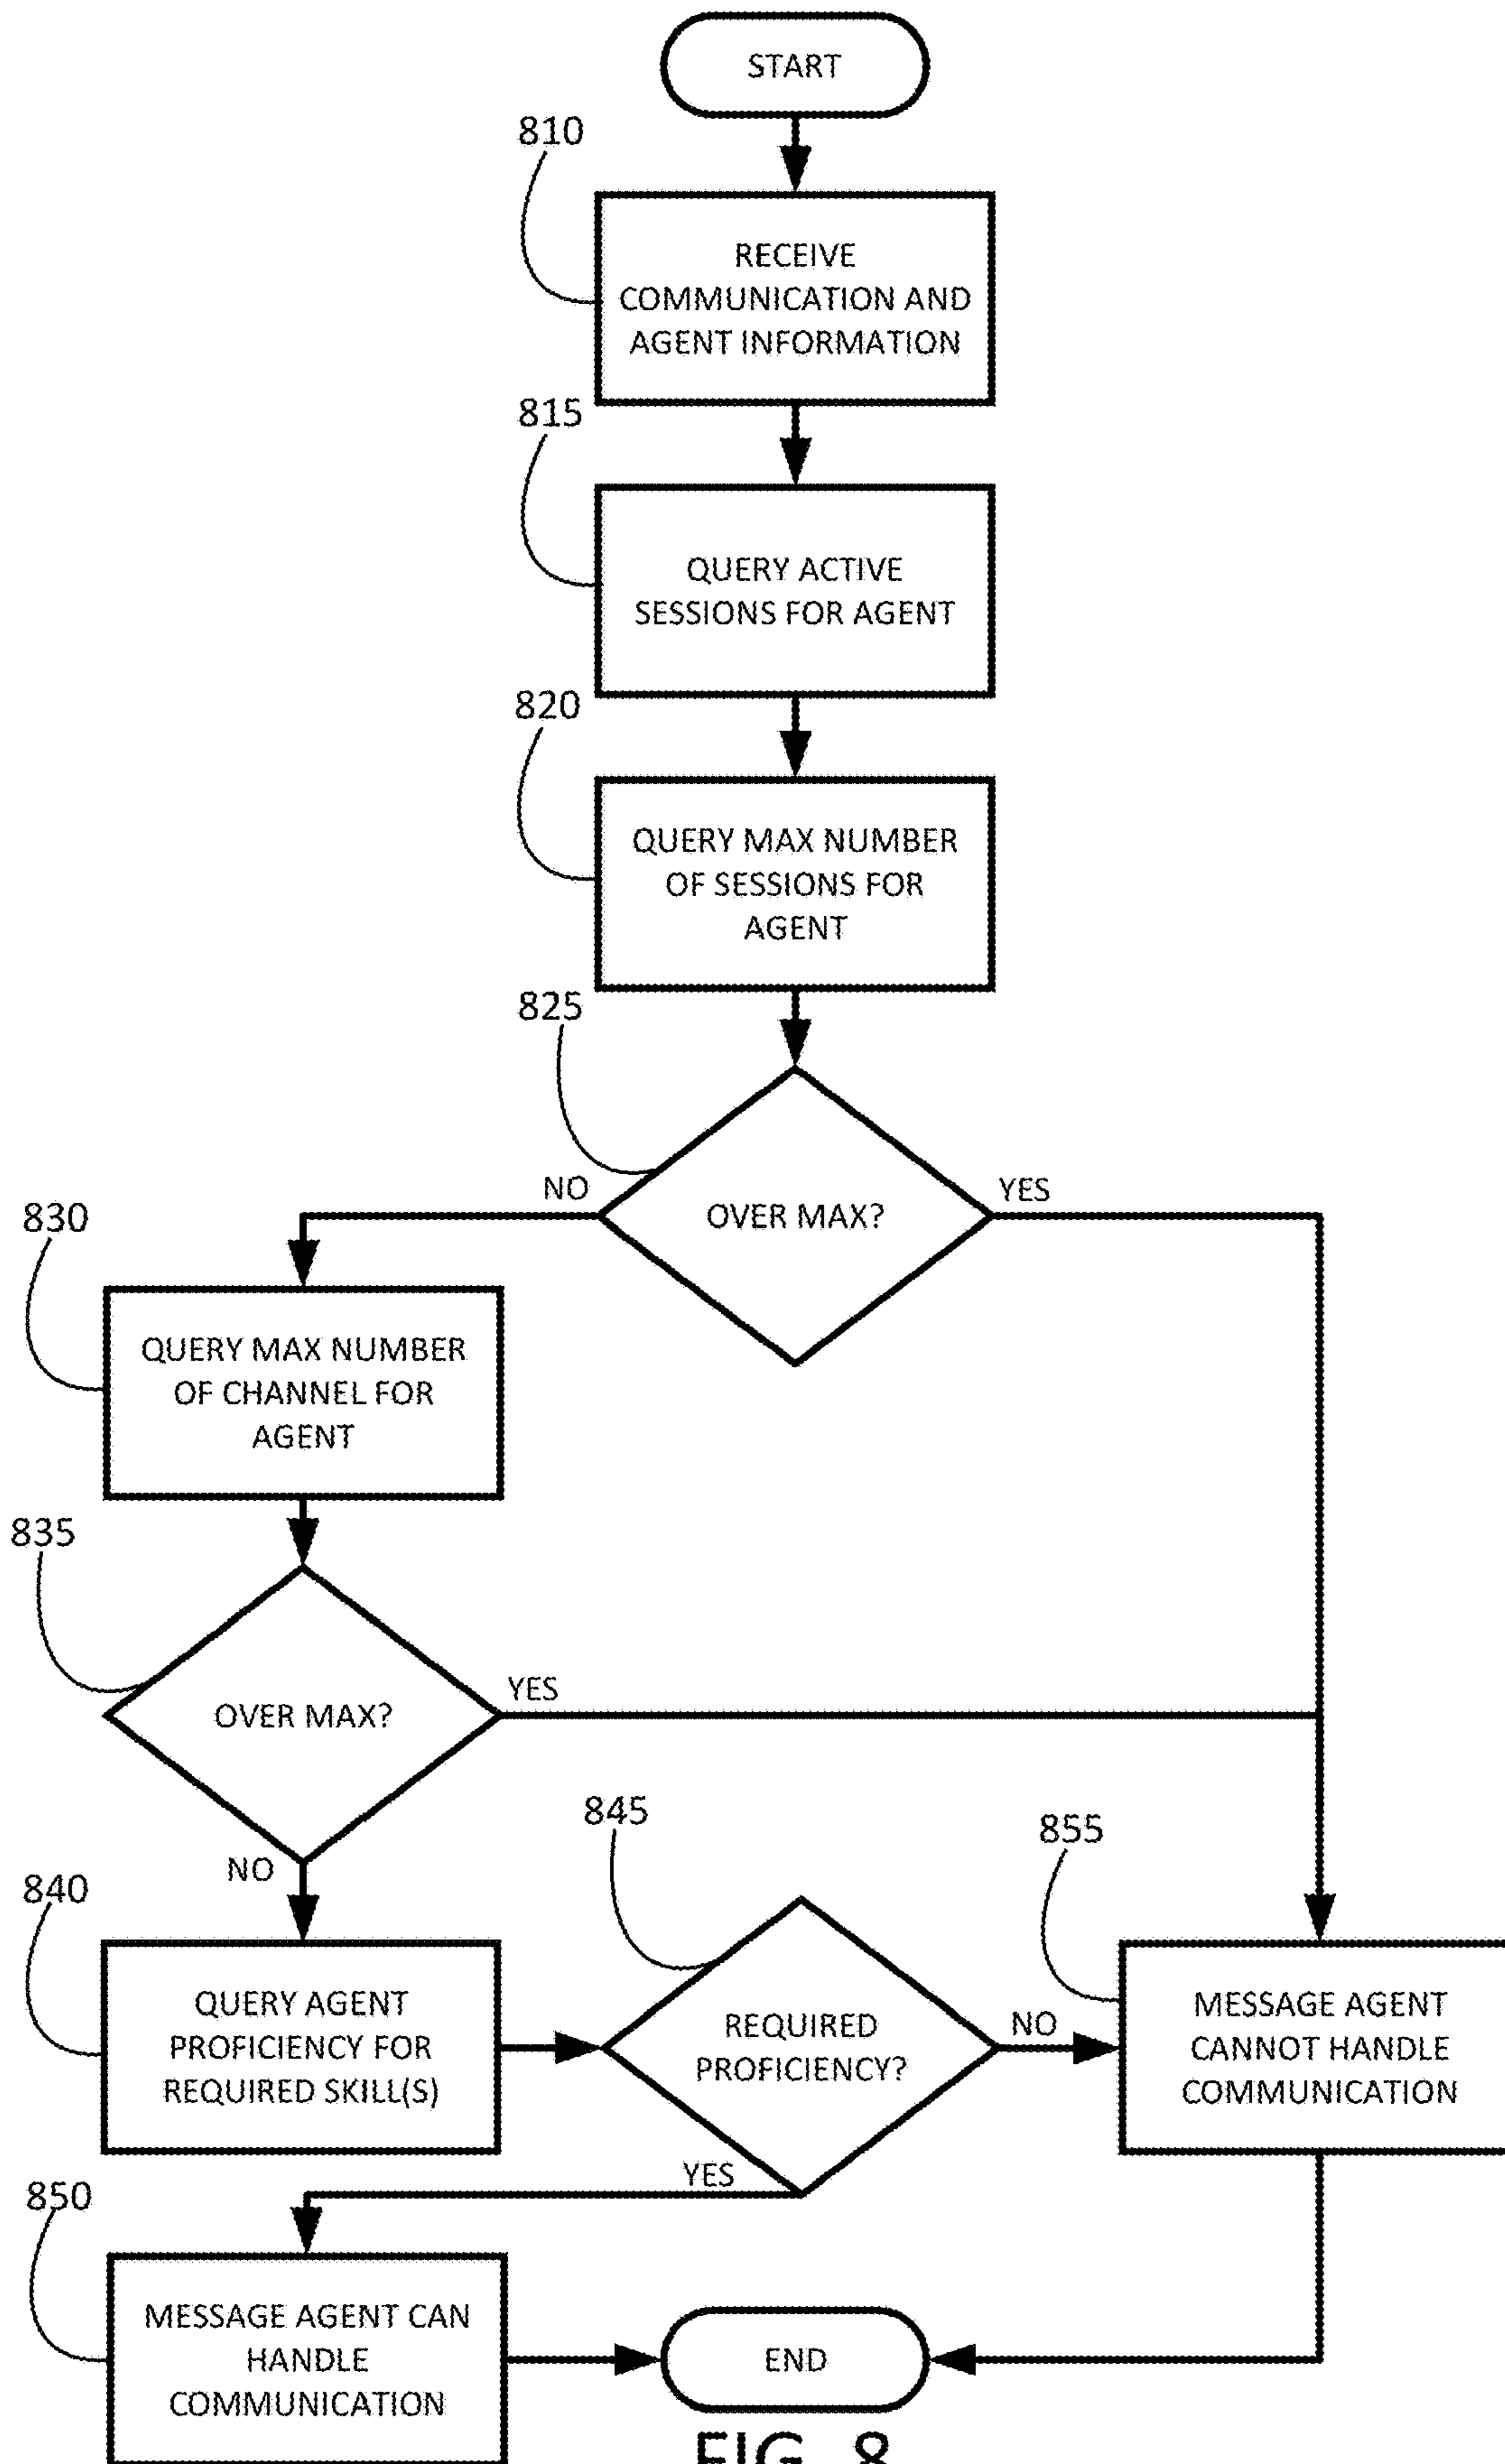 START
810
RECEIVE
COMMUNICATION AND
AGENT INFORMATION
815
QUERY ACTIVE
SESSIONS FOR AGENT
820
QUERY MAX NUMBER
OF SESSIONS FOR
AGENT
825
OVER MAX?
NO
YES
830
QUERY MAX NUMBER
OF CHANNEL FOR
AGENT
835
OVER MAX?
YES
NO
840
QUERY AGENT
PROFICIENCY FOR
REQUIRED SKILL(S)
845
REQUIRED
PROFICIENCY?
NO
YES
855
MESSAGE AGENT
CANNOT HANDLE
COMMUNICATION
850
MESSAGE AGENT CAN
HANDLE
COMMUNICATION
END
FIG. 8